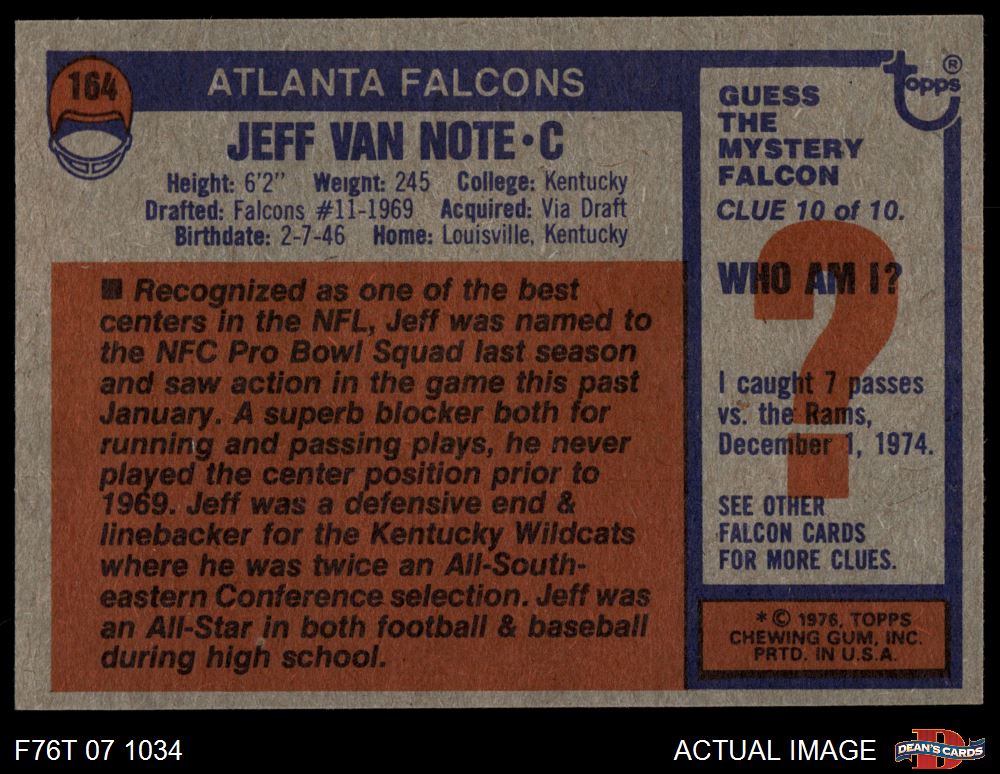 164
ATLANTA FALCONS
JEFF VAN NOTE • C
Height: 6'2" Weignt: 245 College: Kentucky
Drafted: Falcons #11-1969 Acquired: Via Draft
Birthdate: 2-7-46 Home: Louisville, Kentucky
■ Recognized as one of the best
centers in the NFL, Jeff was named to
the NFC Pro Bowl Squad last season
and saw action in the game this past
January. A superb blocker both for
running and passing plays, he never
played the center position prior to
1969. Jeff was a defensive end &
linebacker for the Kentucky Wildcats
where he was twice an All-South-
eastern Conference selection. Jeff was
an All-Star in both football & baseball
during high school.
topps ®
GUESS
THE
MYSTERY
FALCON
CLUE 10 of 10.
WHO AM I?
?
I caught 7 passes
vs. the Rams,
December 1, 1974.
SEE OTHER
FALCON CARDS
FOR MORE CLUES.
* © 1976, TOPPS
CHEWING GUM, INC.
PRTD. IN U.S.A.
F76T 07 1034
ACTUAL IMAGE
D
DEAN'S CARDS